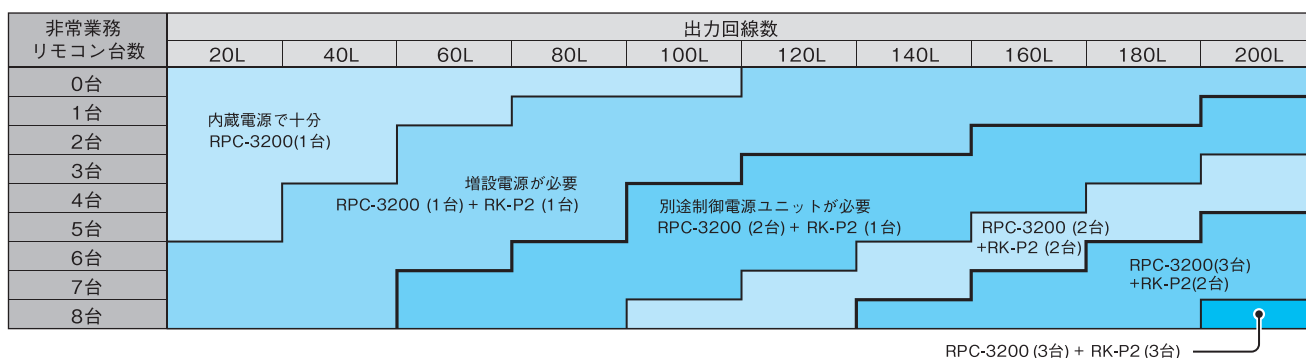 非常業務
リモコン台数
出力回線数
20L 40L 60L 80L 100L 120L 140L 160L 180L 200L
0台
1台
2台
3台
4台
5台
6台
7台
8台
内蔵電源で十分
RPC-3200(1台)
増設電源が必要
RPC-3200 (1台) + RK-P2 (1台)
別途制御電源ユニットが必要
RPC-3200 (2台) + RK-P2 (1台)
RPC-3200 (2台)
+RK-P2 (2台)
RPC-3200(3台)
+RK-P2(2台)
RPC-3200 (3台) + RK-P2 (3台)